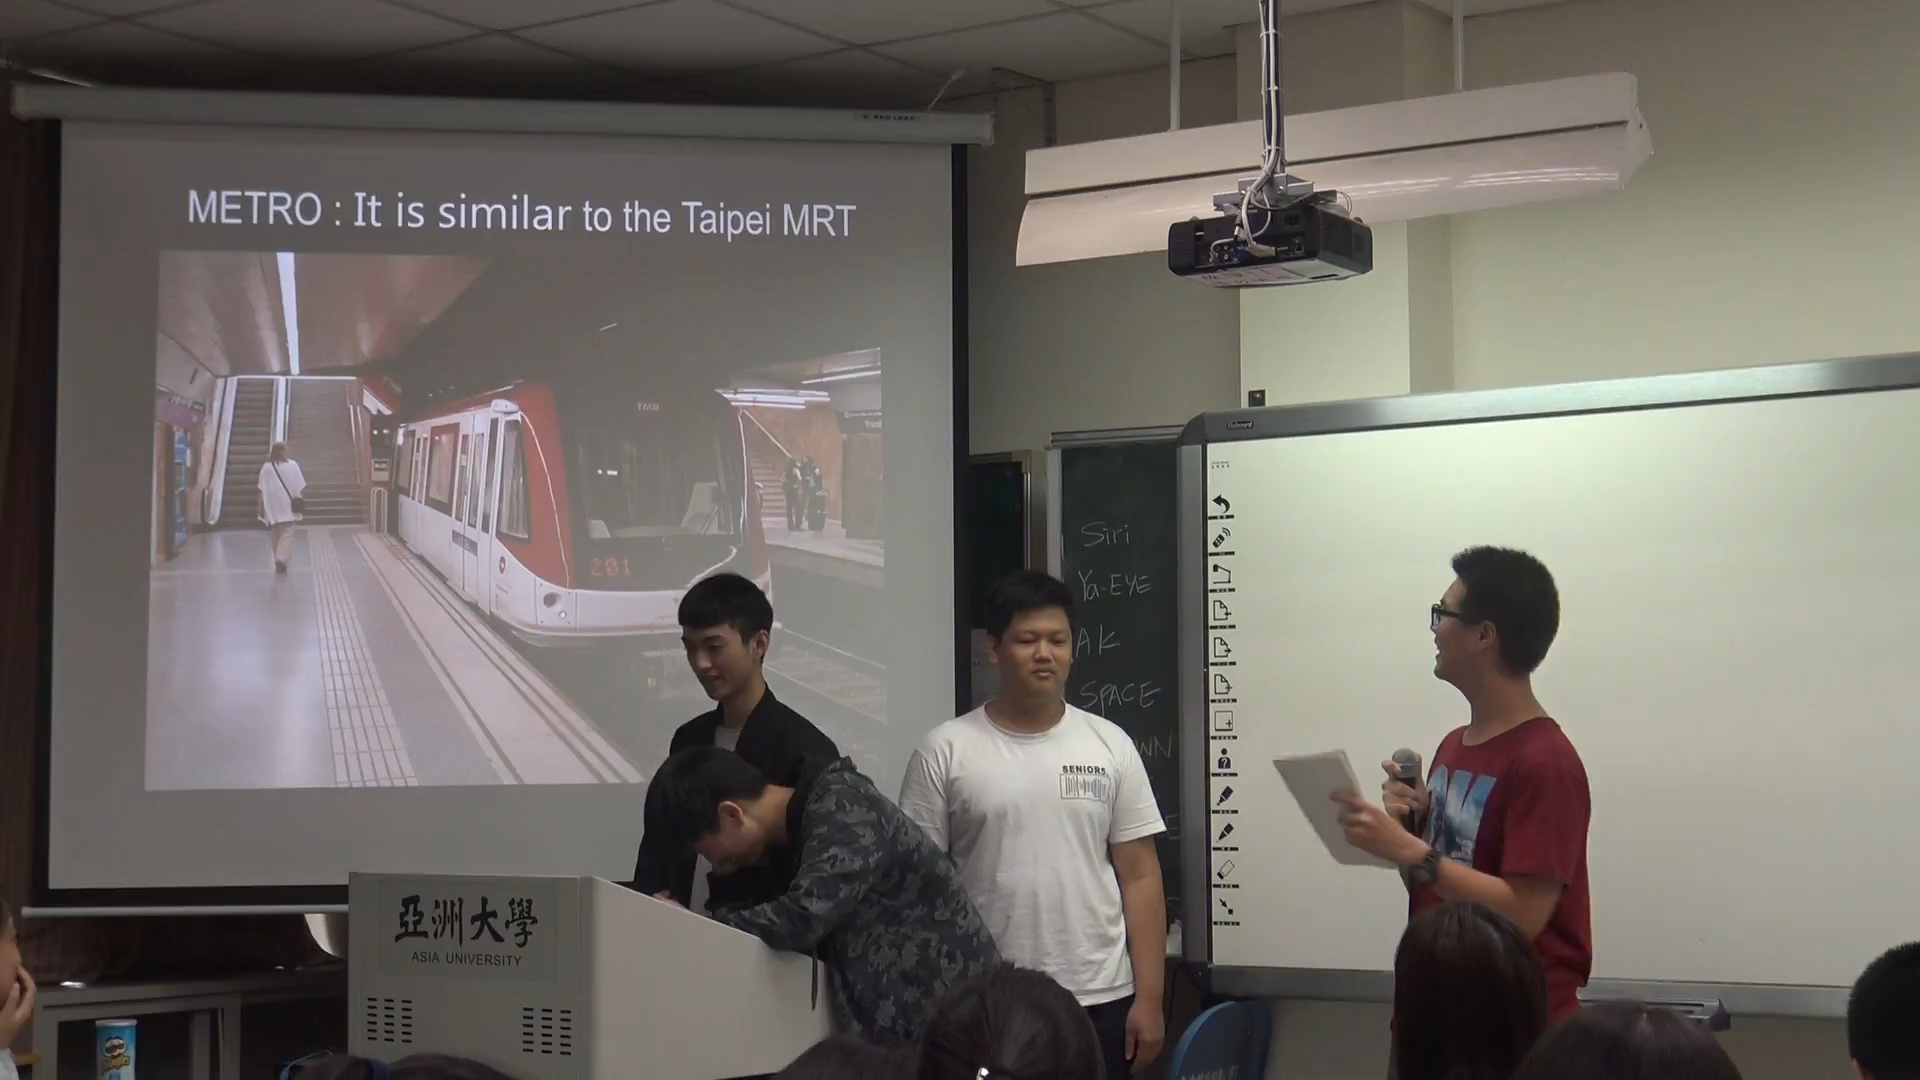 METRO : It is similar to the Taipei MRT
TMB
201
Siri
Ya-EYE
AK
SPACE
SENIORS
亞洲大學
ASIA UNIVERSITY